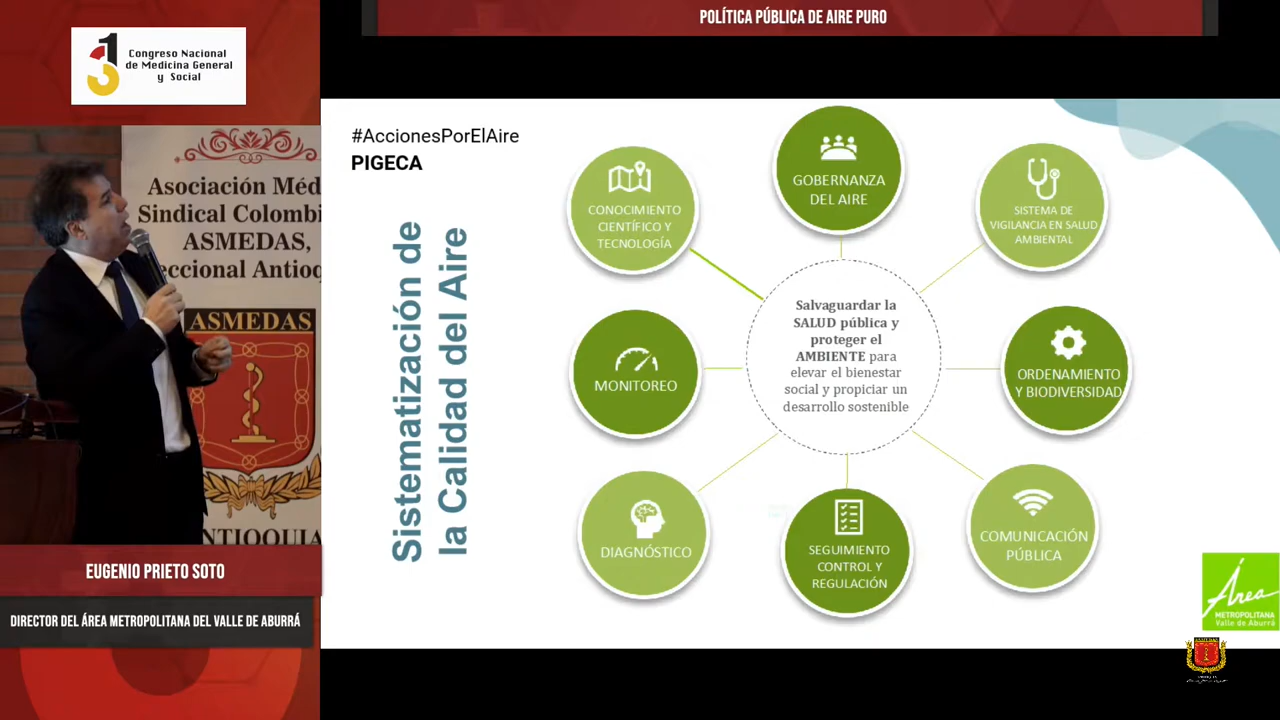 POLÍTICA PÚBLICA DE AIRE PURO
Congreso Nacional
de Medicina General
y Social
Asociación Méd
Sindical Colombi
ASMEDAS,
eccional Antioq
ASMEDAS
NTIOQUIA
EUGENIO PRIETO SOTO
DIRECTOR DEL ÁREA METROPOLITANA DEL VALLE DE ABURRÁ
#AccionesPorElAire
PIGECA
Sistematización de
la Calidad del Aire
CONOCIMIENTO
CIENTÍFICO Y
TECNOLOGÍA
GOBERNANZA
DEL AIRE
SISTEMA DE
VIGILANCIA EN SALUD
AMBIENTAL
MONITOREO
Salvaguardar la
SALUD pública y
proteger el
AMBIENTE para
elevar el bienestar
social y propiciar un
desarrollo sostenible
ORDENAMIENTO
Y BIODIVERSIDAD
DIAGNÓSTICO
SEGUIMIENTO
CONTROL Y
REGULACIÓN
COMUNICACIÓN
PÚBLICA
Área
METROPOLITANA
Valle de Aburrá